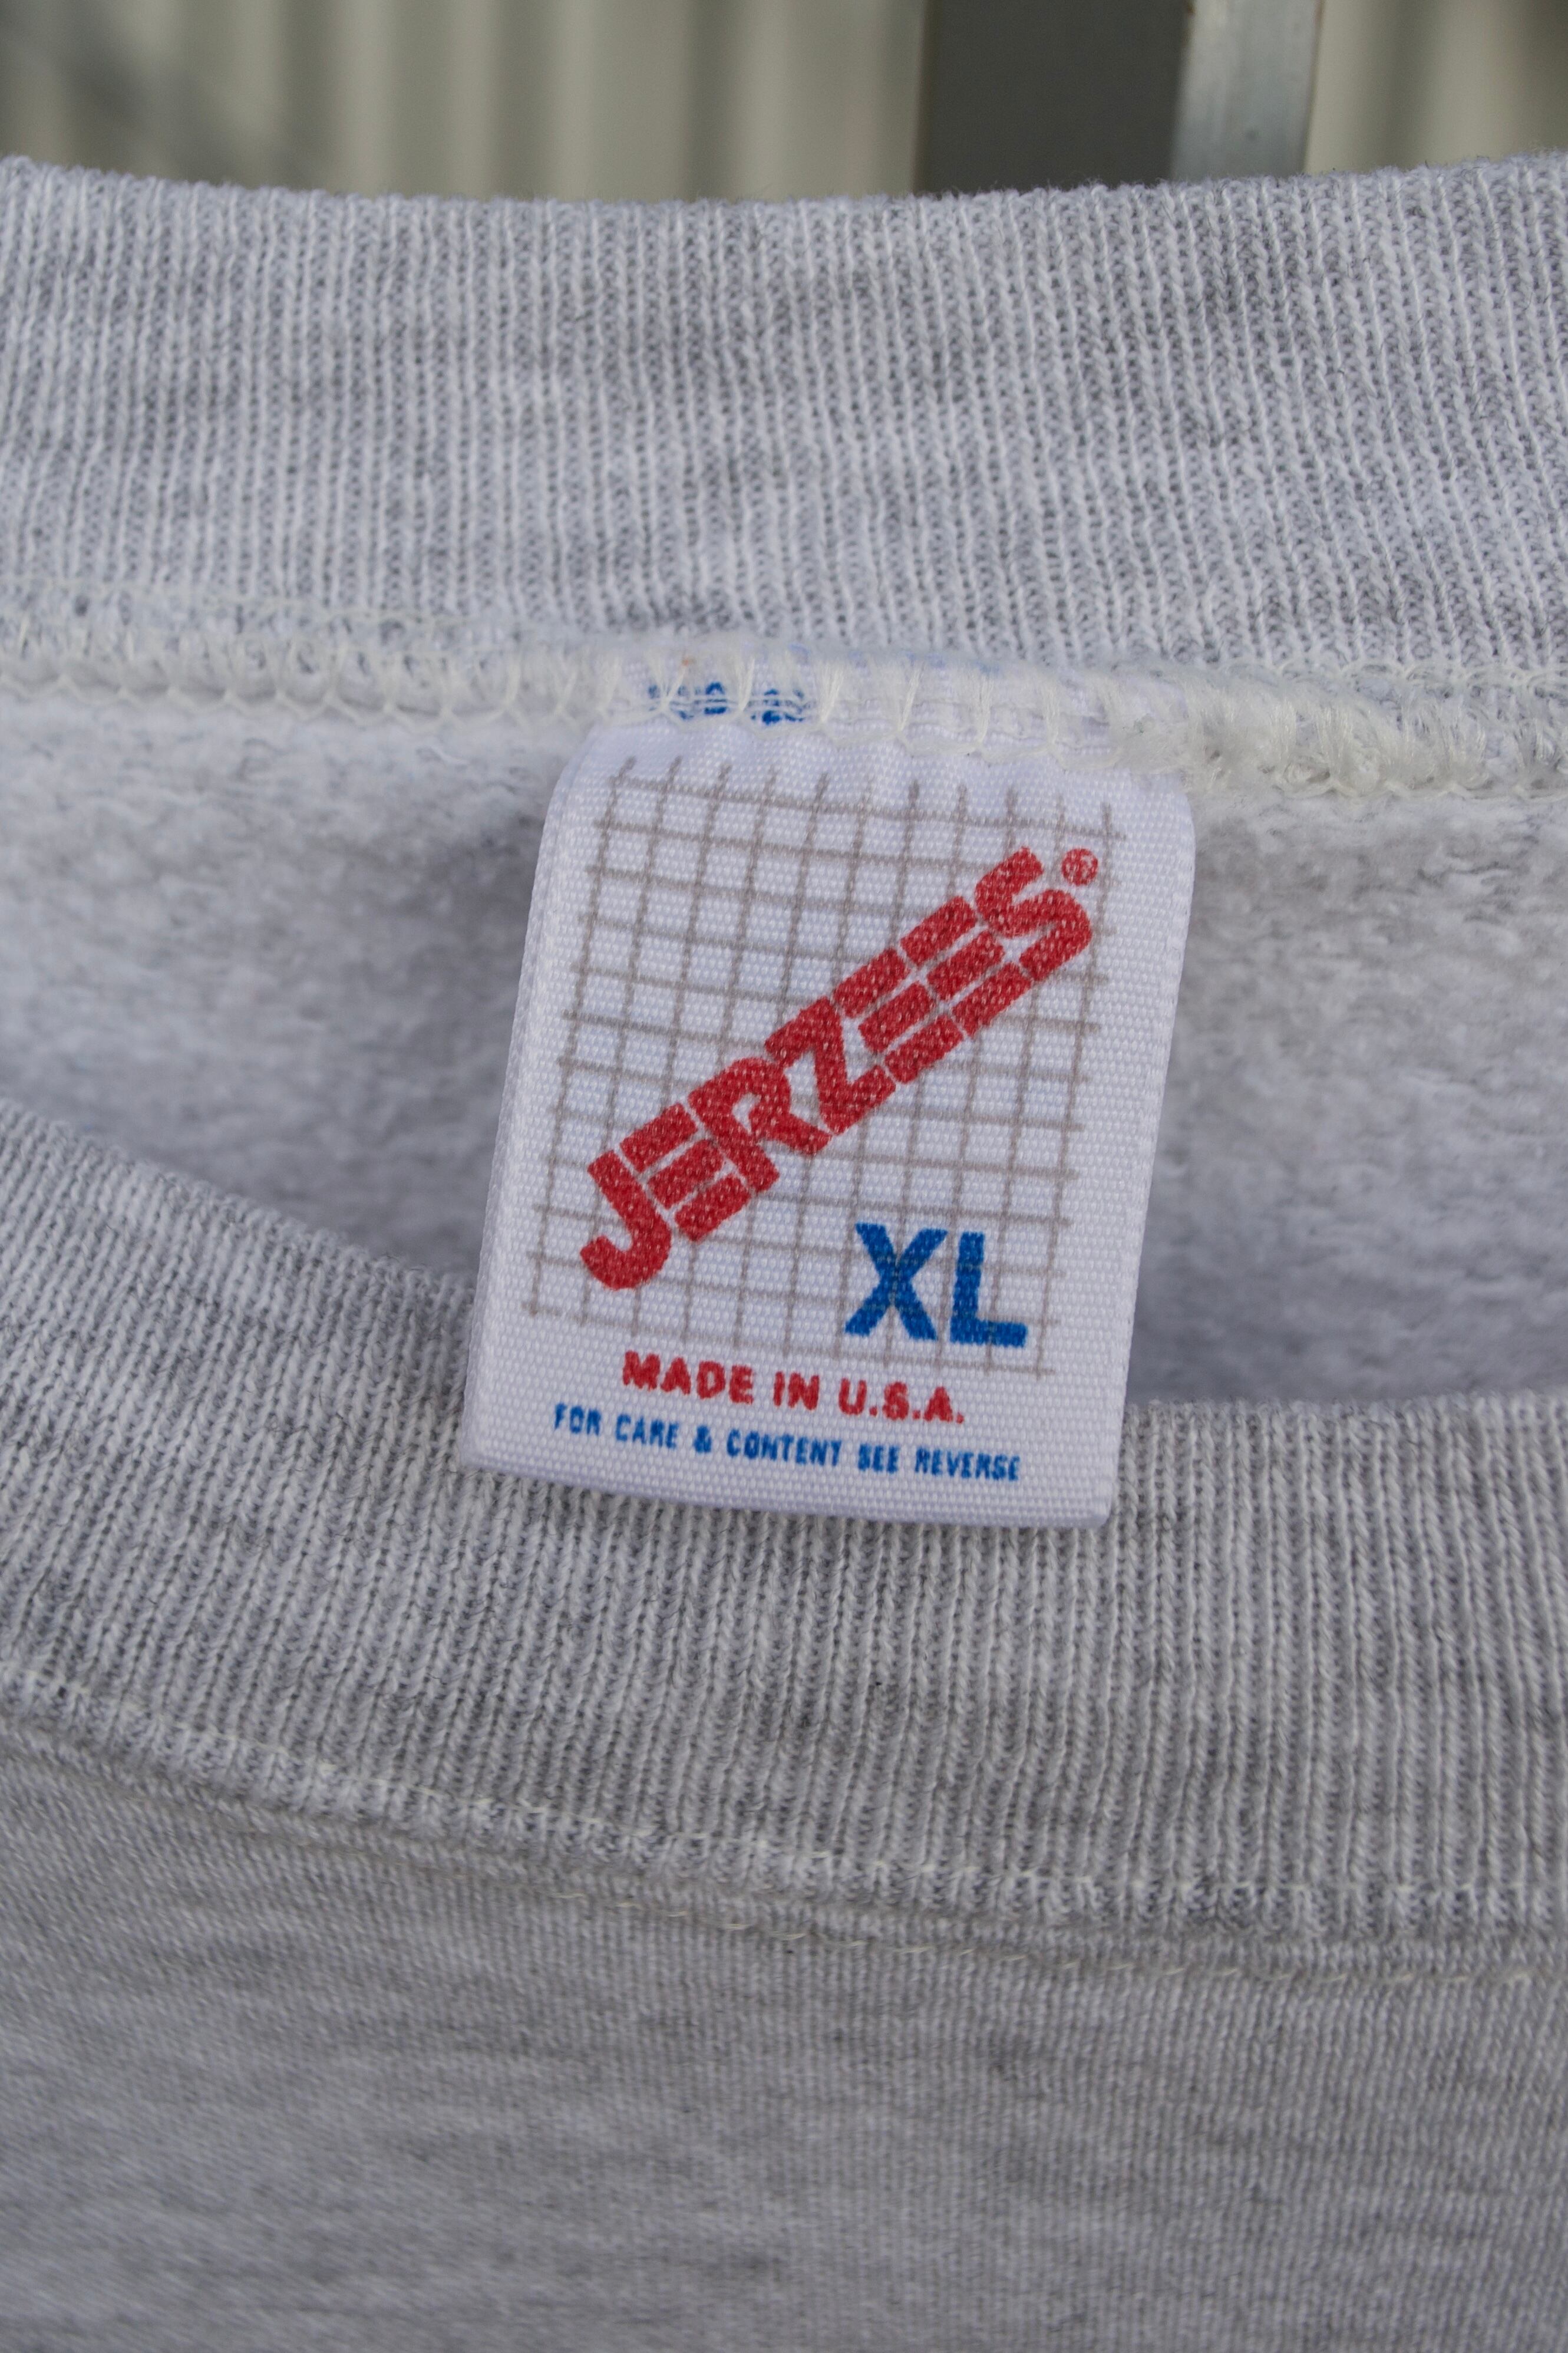 JERZEES®
XL
MADE IN U.S.A.
FOR CARE & CONTENT SEE REVERSE